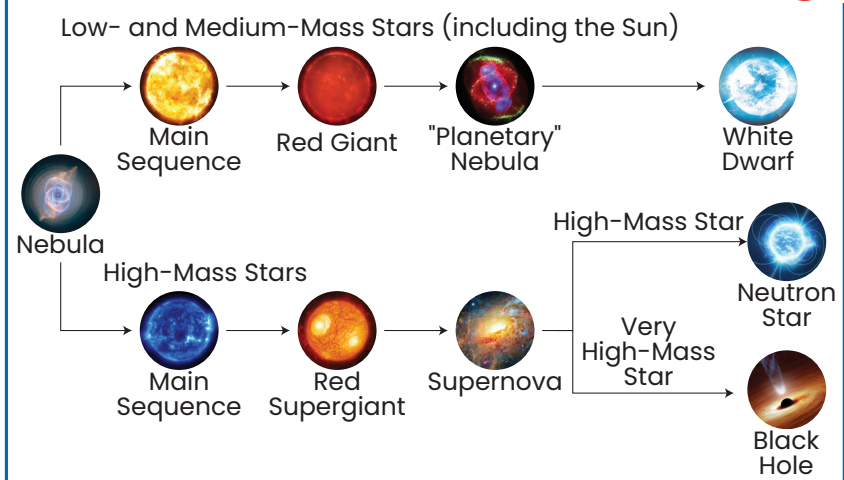 Low- and Medium-Mass Stars (including the Sun)
Main
Sequence
Red Giant
"Planetary"
Nebula
White
Dwarf
Nebula
High-Mass Stars
Main
Sequence
Red
Supergiant
Supernova
High-Mass Star
Neutron
Star
Very
High-Mass
Star
Black
Hole